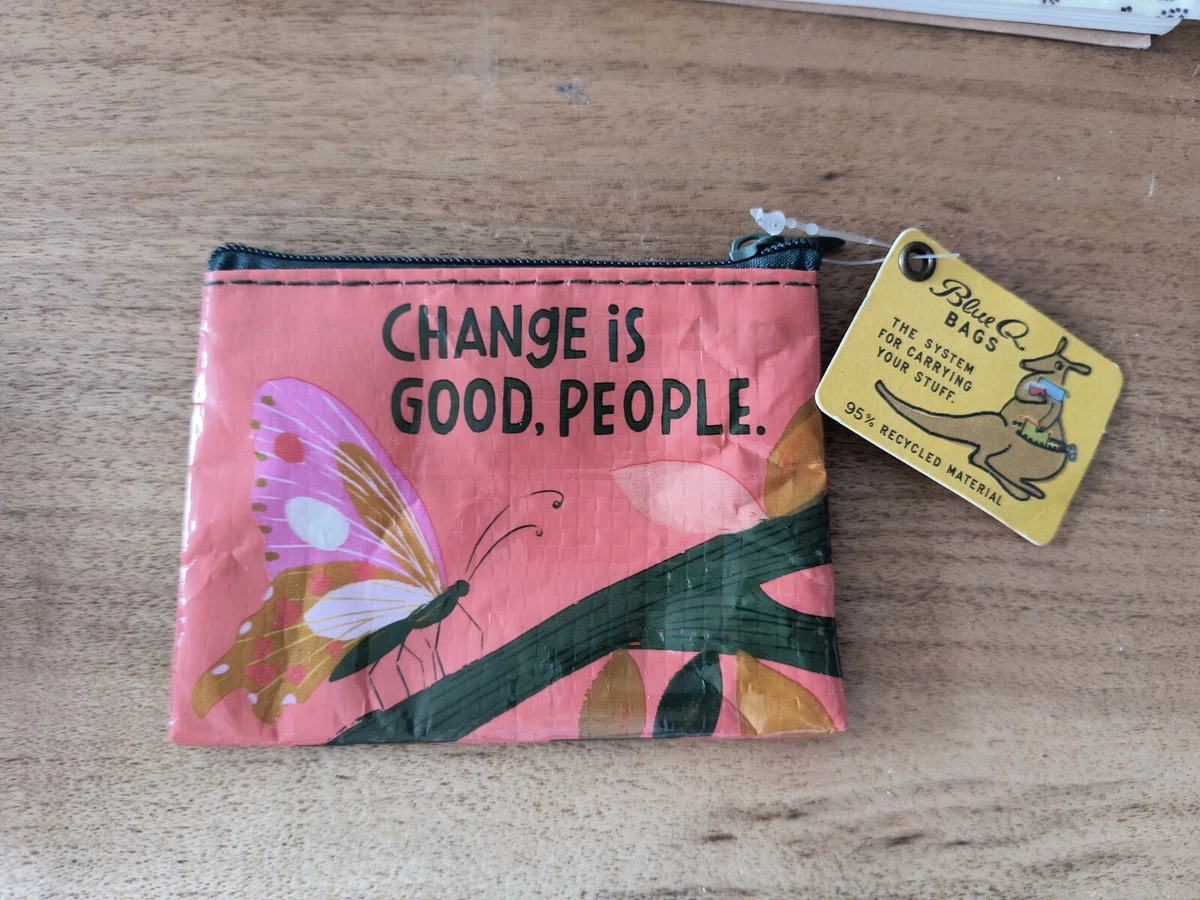 CHANGE iS
GOOD, PEOPLE.
Blue Q
BAGS
THE SYSTEM
FOR CARRYING
YOUR STUFF.
95% RECYCLED MATERIAL